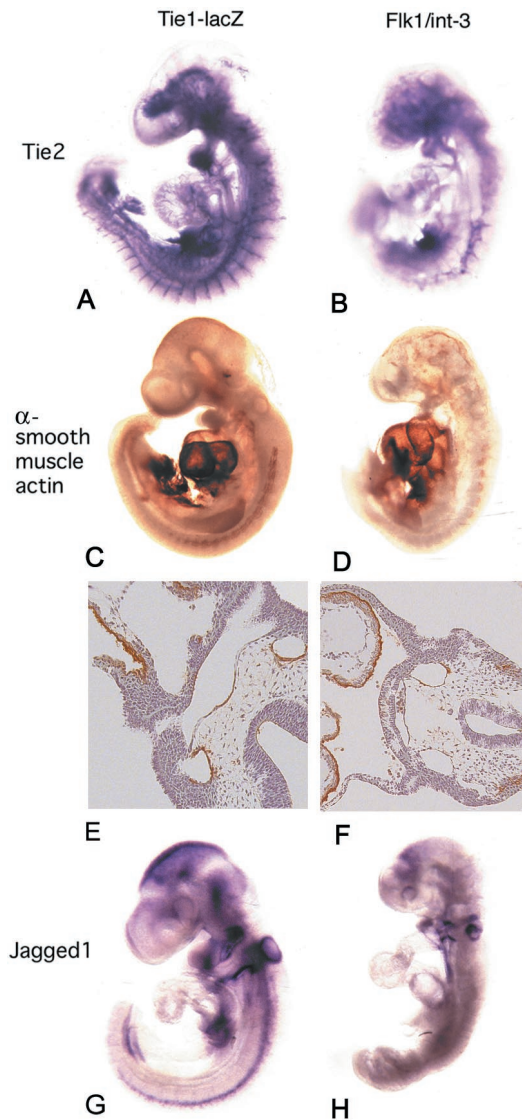 Tie1-lacZ
Flk1/int-3
Tie2
A
B
α-
smooth
muscle
actin
C
D
E
F
Jagged1
G
H